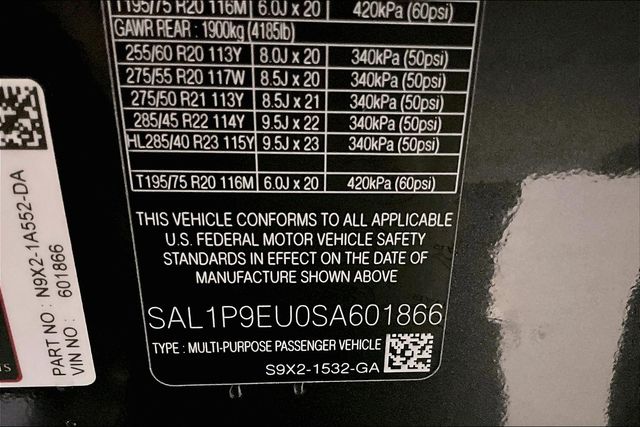 T195/75 R20 116M 6.0J x 20 420kPa (60psi)
GAWR REAR : 1900kg (4185lb)
255/60 R20 113Y 8.0J x 20 340kPa (50psi)
275/55 R20 117W 8.5J x 20 340kPa (50psi)
275/50 R21 113Y 8.5J x 21 340kPa (50psi)
285/45 R22 114Y 9.5J x 22 340kPa (50psi)
HL285/40 R23 115Y 9.5J x 23 340kPa (50psi)
T195/75 R20 116M 6.0J x 20 420kPa (60psi)
THIS VEHICLE CONFORMS TO ALL APPLICABLE
U.S. FEDERAL MOTOR VEHICLE SAFETY
STANDARDS IN EFFECT ON THE DATE OF
MANUFACTURE SHOWN ABOVE
SAL1P9EU0SA601866
TYPE : MULTI-PURPOSE PASSENGER VEHICLE
S9X2-1532-GA
PART NO : N9X2-1A552-DA
VIN NO : 601866